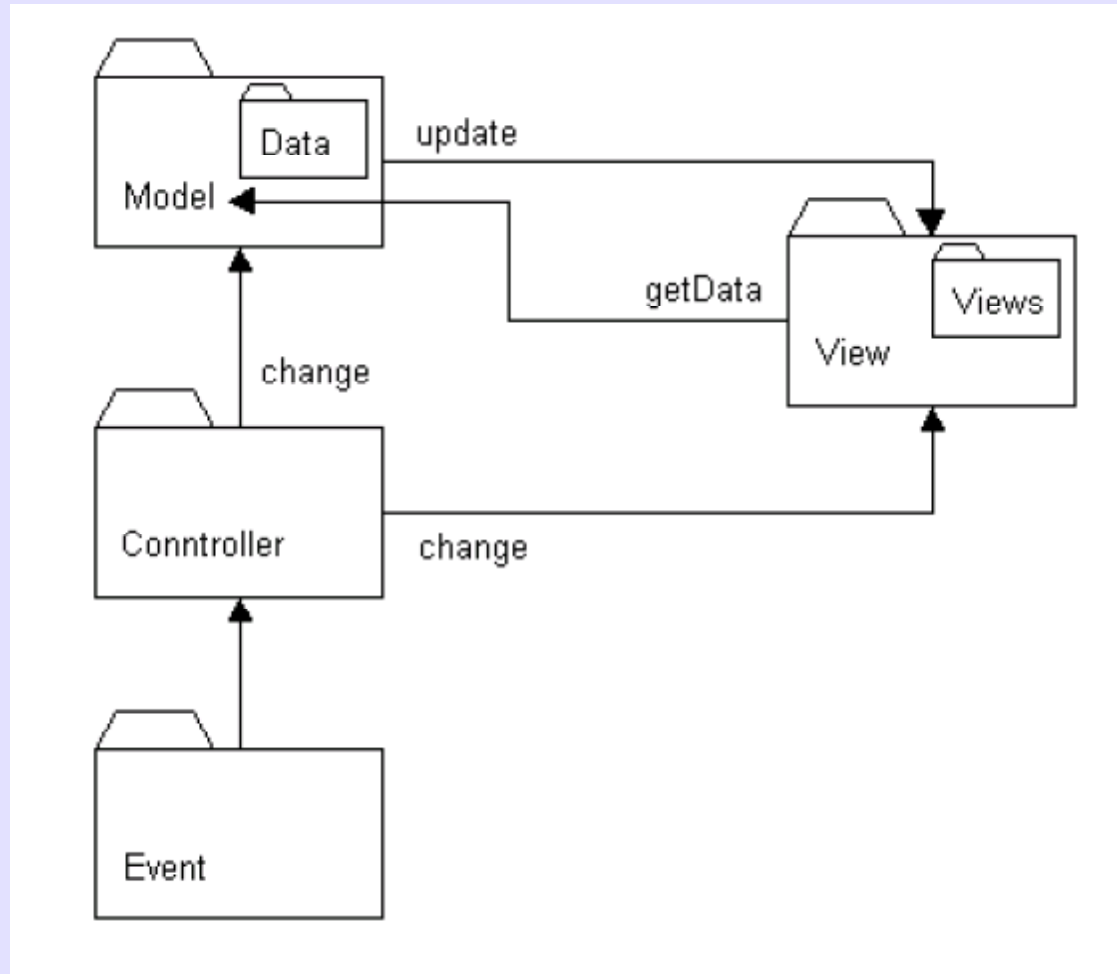 Data
update
Model
getData
Views
View
change
Conntroller
change
Event